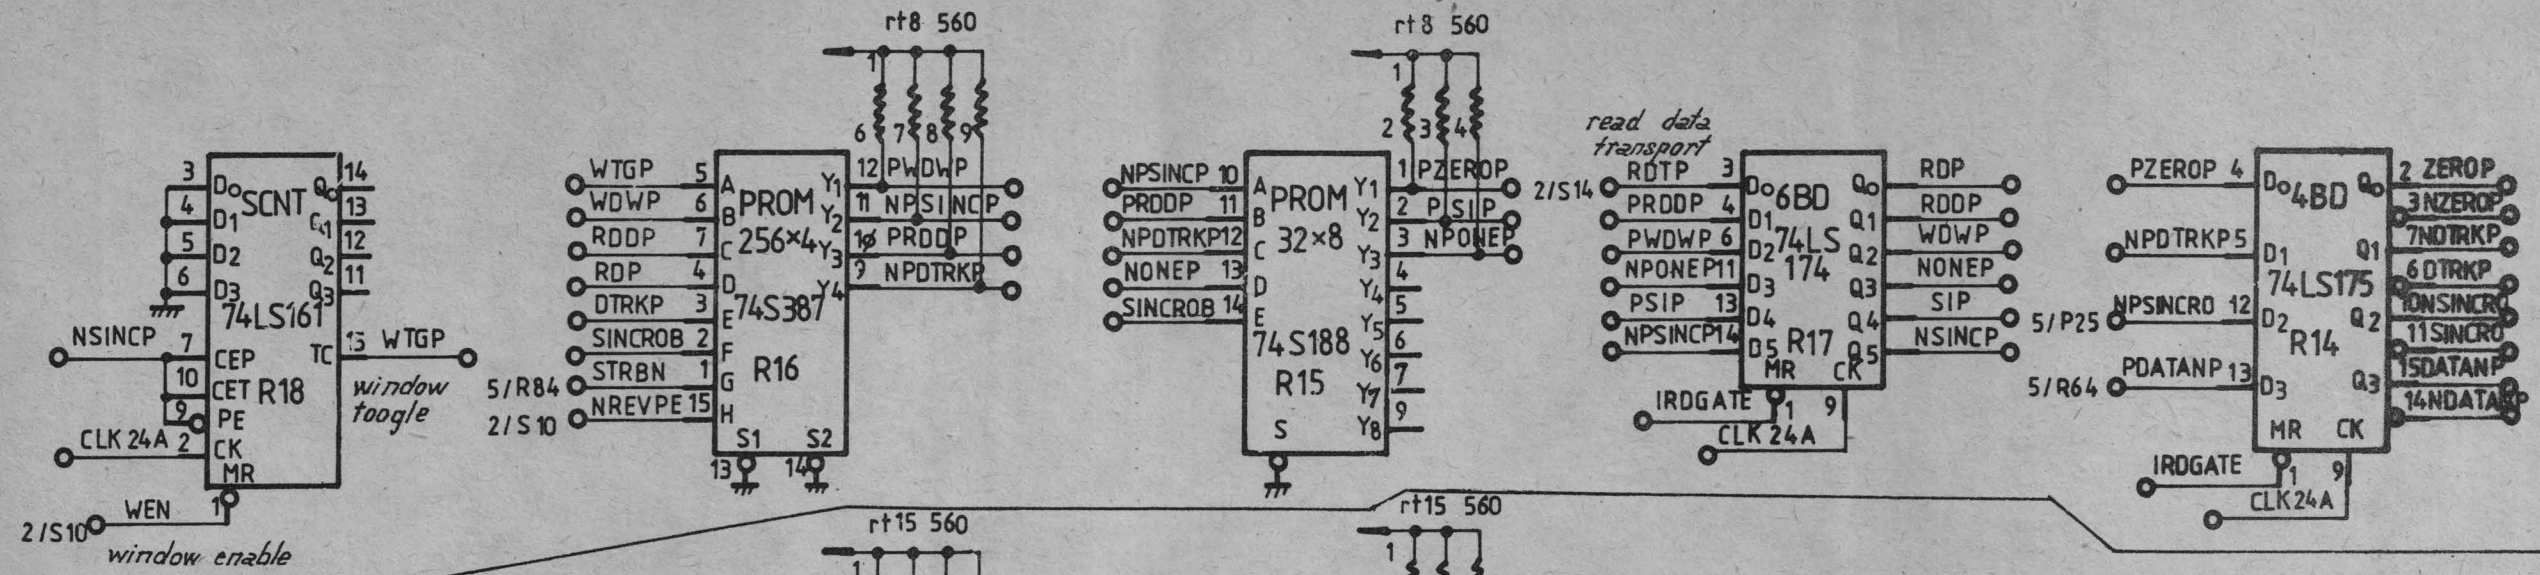 rt8 560
1
6 7 8 9
3 D0 SCNT Q0 14
4 D1 Q1 13
5 D2 Q2 12
6 D3 Q3 11
74LS161
NSINCP 7 CEP TC 15 WTGP
10 CET R18
9 PE
CLK 24A 2 CK
MR
1
WEN
2/S10
window enable
window
toogle
WTGP 5 A PROM Y1 12 PWDWP
WDWP 6 B 256×4 Y2 11 NPSINCP
RDDP 7 C Y3 10 PRDDP
RDP 4 D Y4 9 NPDTRKP
DTRKP 3 E 74S387
SINCROB 2 F
5/R84 STRBN 1 G R16
2/S10 NREVPE 15 H
S1 S2
13 14
rt8 560
1
2 3 4
NPSINCP 10 A PROM Y1 1 PZEROP
PRDDP 11 B 32×8 Y2 2 PSIP
NPDTRKP 12 C Y3 3 NPONEP
NONEP 13 D Y4 4
SINCROB 14 E Y5 5
74S188 Y6 6
R15 Y7 7
S Y8 9
read data
transport
2/S14 RDTP 3 D0 6BD Q0 RDP
PRDDP 4 D1 74LS Q1 RDDP
PWDWP 6 D2 174 Q2 WDWP
NPONEP 11 D3 Q3 NONEP
PSIP 13 D4 Q4 SIP
NPSINCP 14 D5 R17 Q5 NSINCP
MR CK
IRDGATE 1 9
CLK 24A
PZEROP 4 D0 4BD Q0 2 ZEROP
3 NZEROP
NPDTRKP 5 D1 Q1 7 NDTRKP
74LS175 6 DTRKP
5/P25 NPSINCRO 12 D2 Q2 10 NSINCRO
R14 11 SINCRO
5/R64 PDATANP 13 D3 Q3 15 DATANP
14 NDATANP
MR CK
IRDGATE 1 9
CLK 24A
rt15 560
1
rt15 560
1